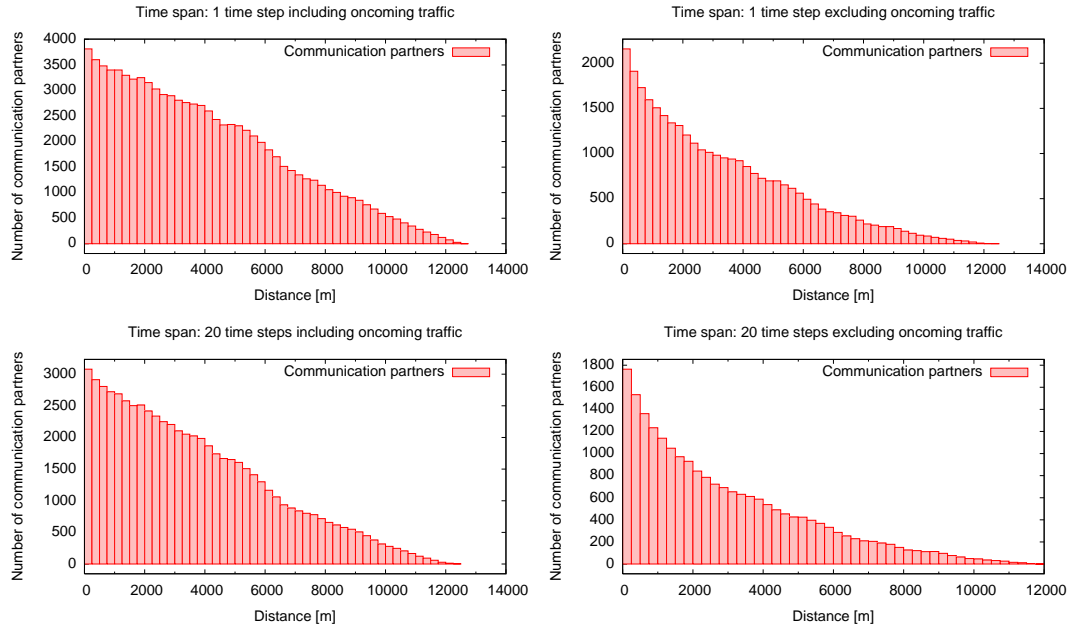 Time span: 1 time step including oncoming traffic
Number of communication partners
4000
3500
3000
2500
2000
1500
1000
500
0
Communication partners
0 2000 4000 6000 8000 10000 12000 14000
Distance [m]
Time span: 1 time step excluding oncoming traffic
Number of communication partners
2000
1500
1000
500
0
Communication partners
0 2000 4000 6000 8000 10000 12000 14000
Distance [m]
Time span: 20 time steps including oncoming traffic
Number of communication partners
3000
2500
2000
1500
1000
500
0
Communication partners
0 2000 4000 6000 8000 10000 12000 14000
Distance [m]
Time span: 20 time steps excluding oncoming traffic
Number of communication partners
1800
1600
1400
1200
1000
800
600
400
200
0
Communication partners
0 2000 4000 6000 8000 10000 12000
Distance [m]